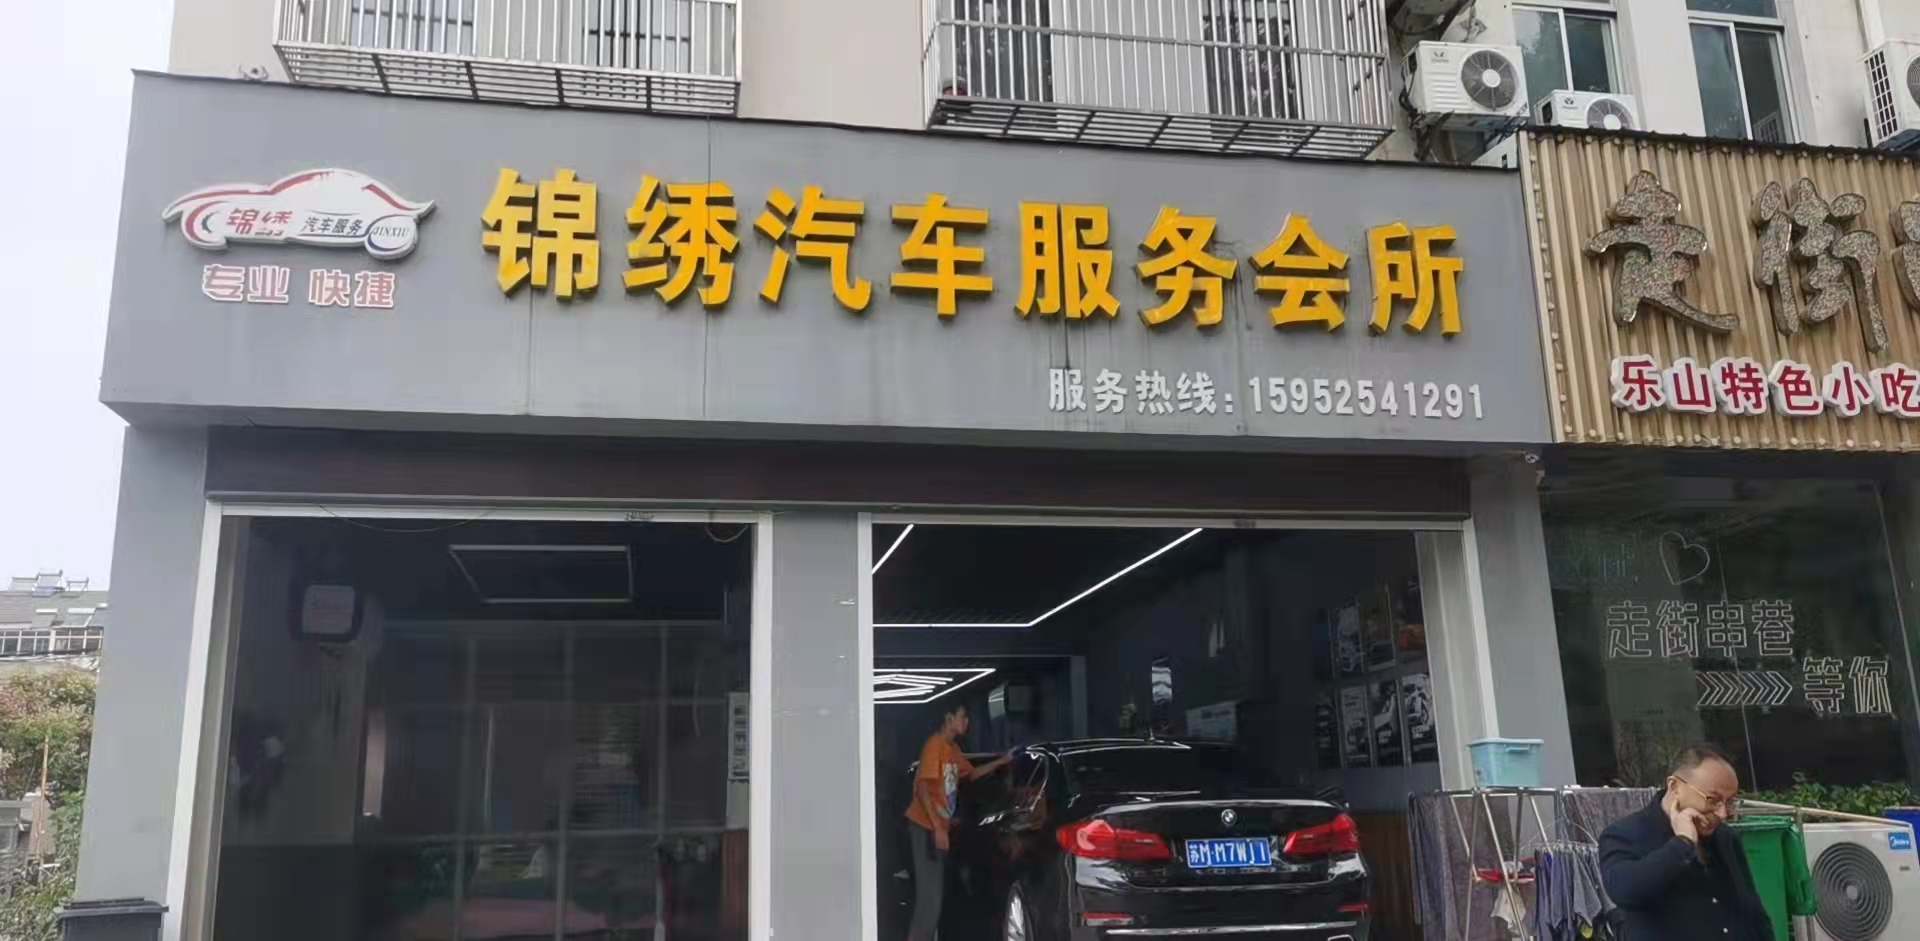 锦绣 汽车服务 JINXIU
专业 快捷
锦绣汽车服务会所
服务热线:15952541291
走街
乐山特色小吃
走街串巷
等你
苏M·M7WJ1
Midea